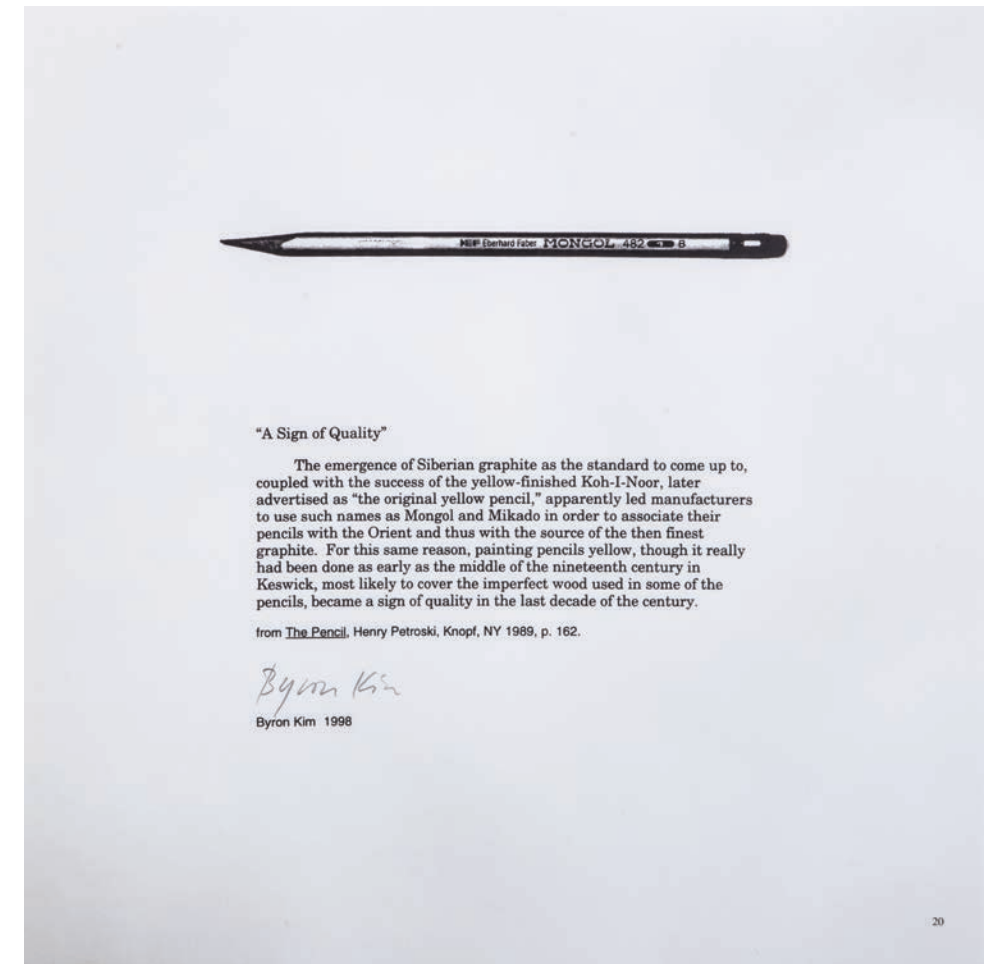 Eberhard Faber MONGOL 482 8
"A Sign of Quality"
The emergence of Siberian graphite as the standard to come up to,
coupled with the success of the yellow-finished Koh-I-Noor, later
advertised as "the original yellow pencil," apparently led manufacturers
to use such names as Mongol and Mikado in order to associate their
pencils with the Orient and thus with the source of the then finest
graphite. For this same reason, painting pencils yellow, though it really
had been done as early as the middle of the nineteenth century in
Keswick, most likely to cover the imperfect wood used in some of the
pencils, became a sign of quality in the last decade of the century.
from The Pencil, Henry Petroski, Knopf, NY 1989, p. 162.
Byron Kim
Byron Kim 1998
20